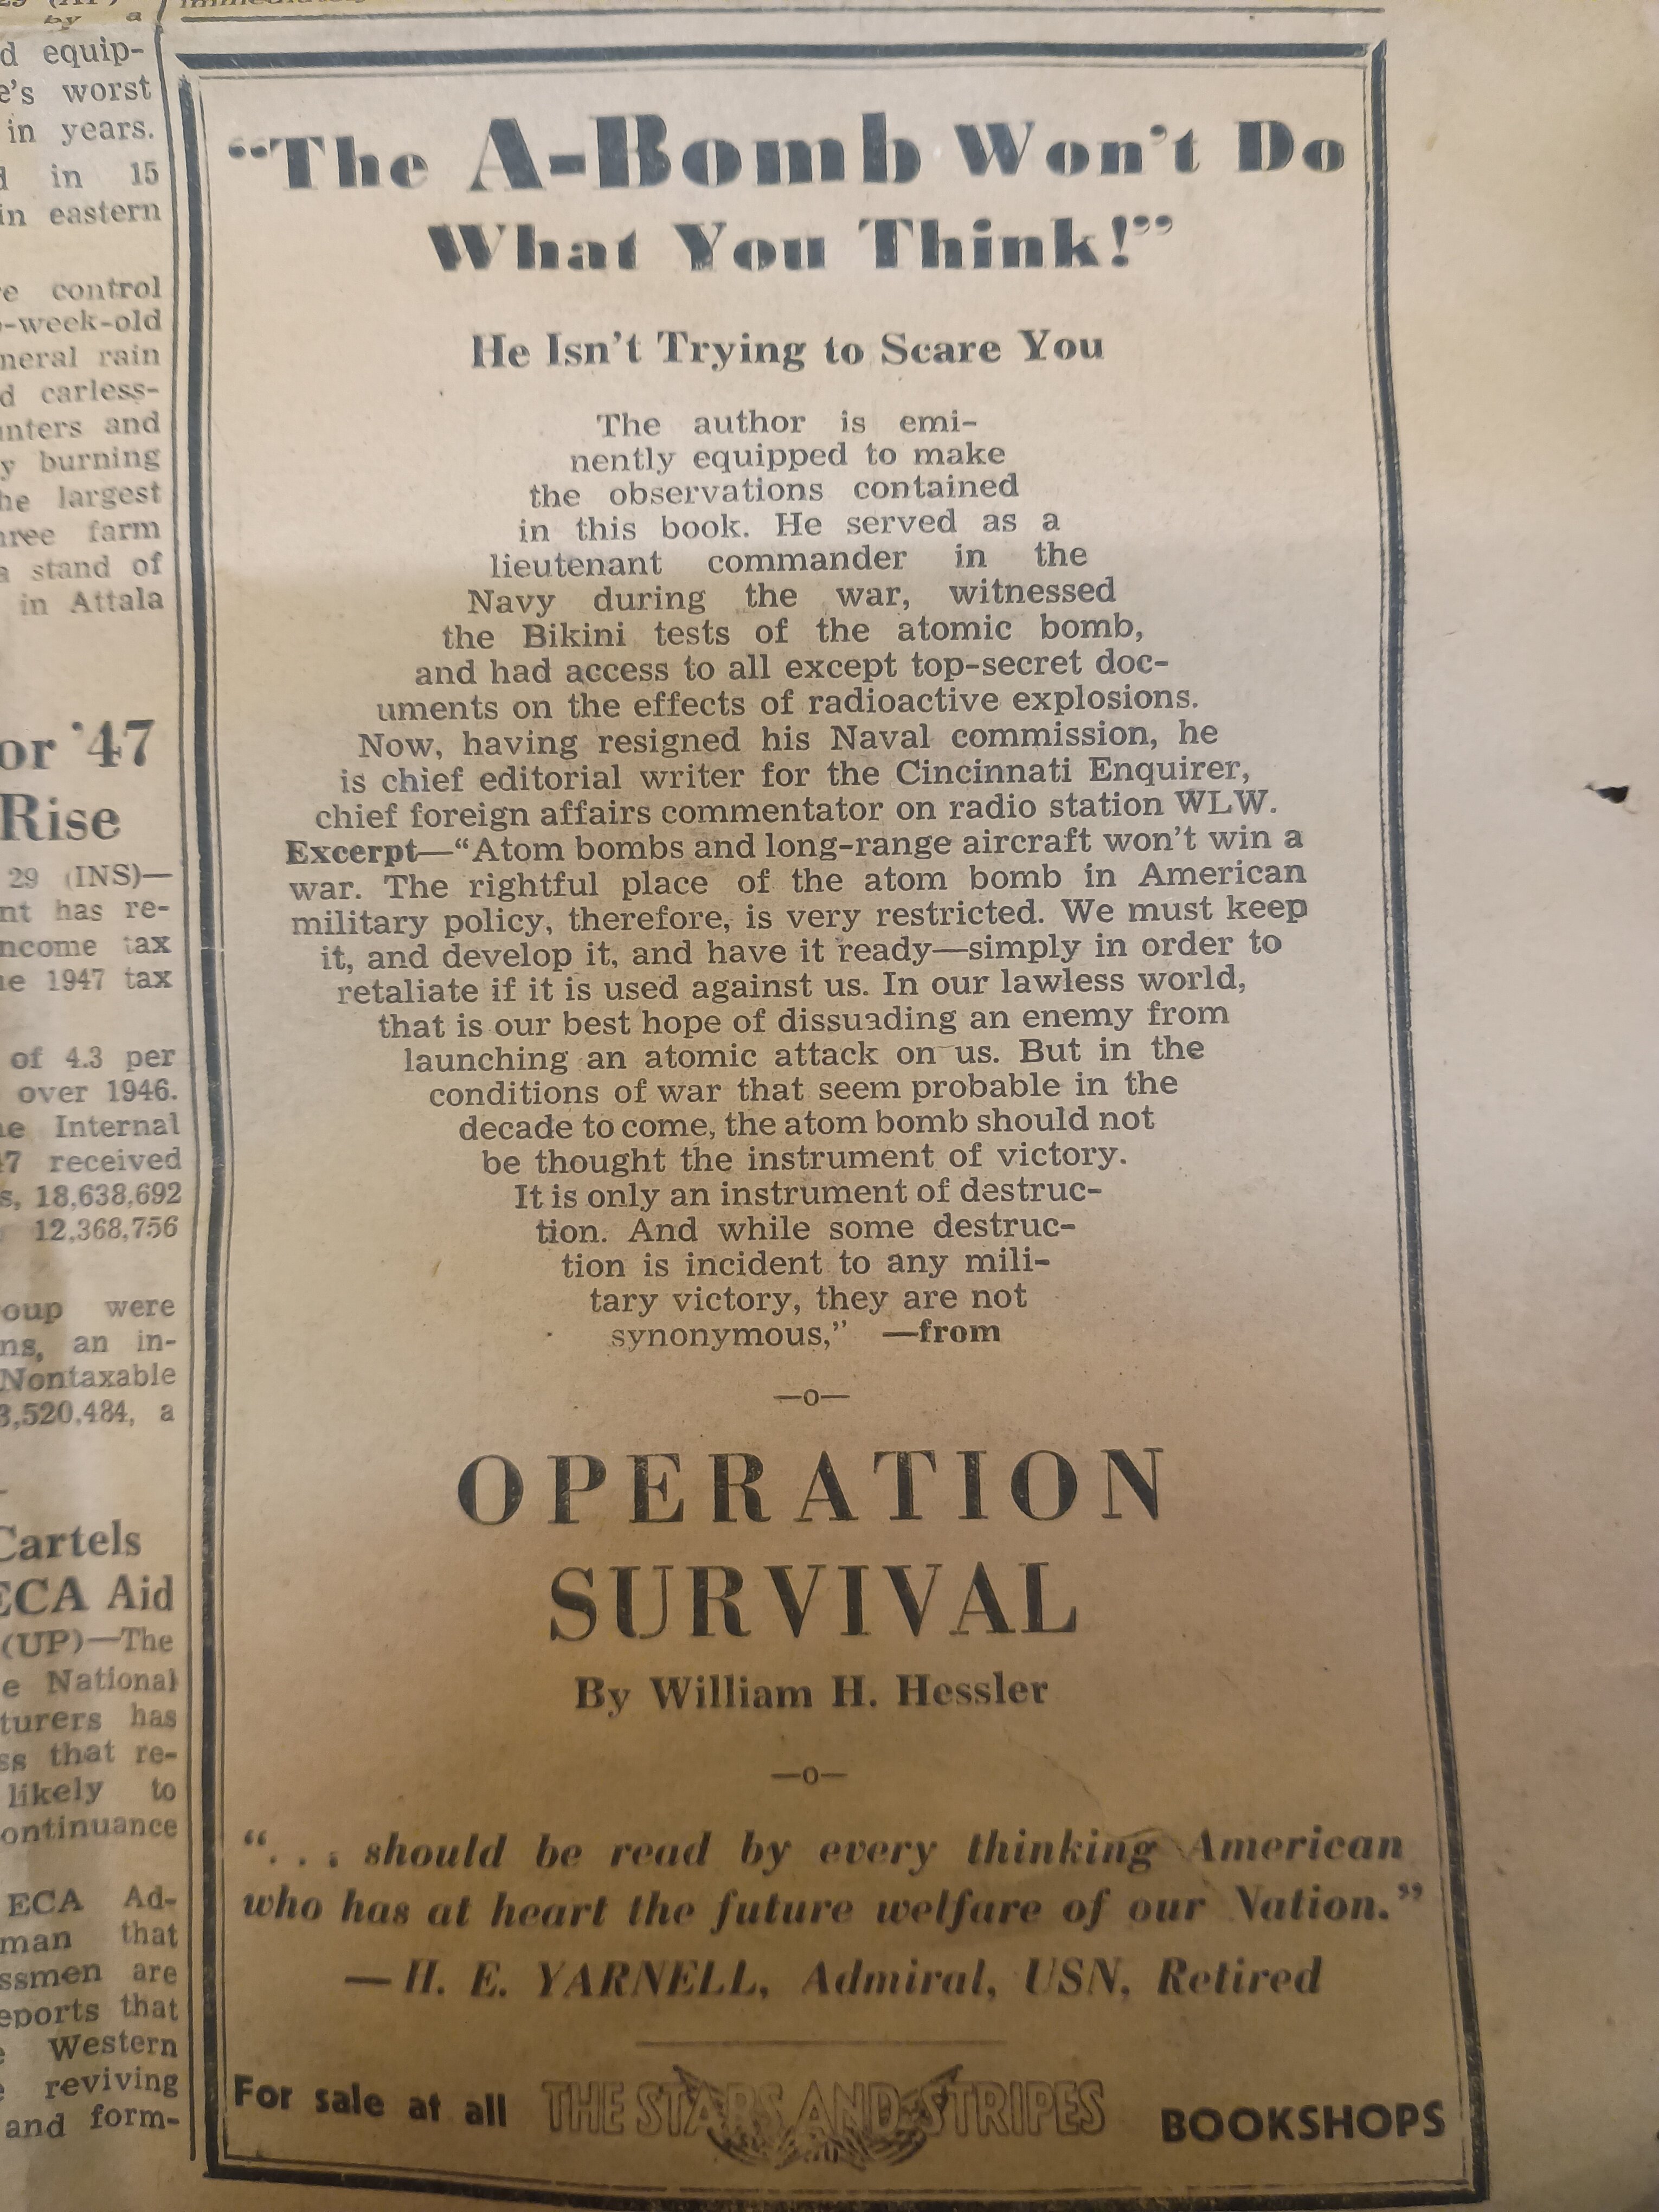 by a
immediately
d equip-
e's worst
in years.
in 15
in eastern
e control
-week-old
neral rain
d carless-
nters and
y burning
he largest
hree farm
a stand of
in Attala
or '47
Rise
29 (INS)—
nt has re-
ncome tax
ne 1947 tax
of 4.3 per
over 1946.
ne Internal
47 received
s, 18,638,692
12,368,756
roup were
ns, an in-
Nontaxable
3,520,484, a
Cartels
ECA Aid
(UP)—The
e National
turers has
ss that re-
likely to
ontinuance
ECA Ad-
man that
ssmen are
eports that
Western
reviving
and form-
"The A-Bomb Won't Do
What You Think!"
He Isn't Trying to Scare You
The author is emi-
nently equipped to make
the observations contained
in this book. He served as a
lieutenant commander in the
Navy during the war, witnessed
the Bikini tests of the atomic bomb,
and had access to all except top-secret doc-
uments on the effects of radioactive explosions.
Now, having resigned his Naval commission, he
is chief editorial writer for the Cincinnati Enquirer,
chief foreign affairs commentator on radio station WLW.
Excerpt—"Atom bombs and long-range aircraft won't win a
war. The rightful place of the atom bomb in American
military policy, therefore, is very restricted. We must keep
it, and develop it, and have it ready—simply in order to
retaliate if it is used against us. In our lawless world,
that is our best hope of dissuading an enemy from
launching an atomic attack on us. But in the
conditions of war that seem probable in the
decade to come, the atom bomb should not
be thought the instrument of victory.
It is only an instrument of destruc-
tion. And while some destruc-
tion is incident to any mili-
tary victory, they are not
synonymous," —from
—o—
OPERATION
SURVIVAL
By William H. Hessler
—o—
". . . should be read by every thinking American
who has at heart the future welfare of our Nation."
—H. E. YARNELL, Admiral, USN, Retired
For sale at all THE STARS AND STRIPES BOOKSHOPS